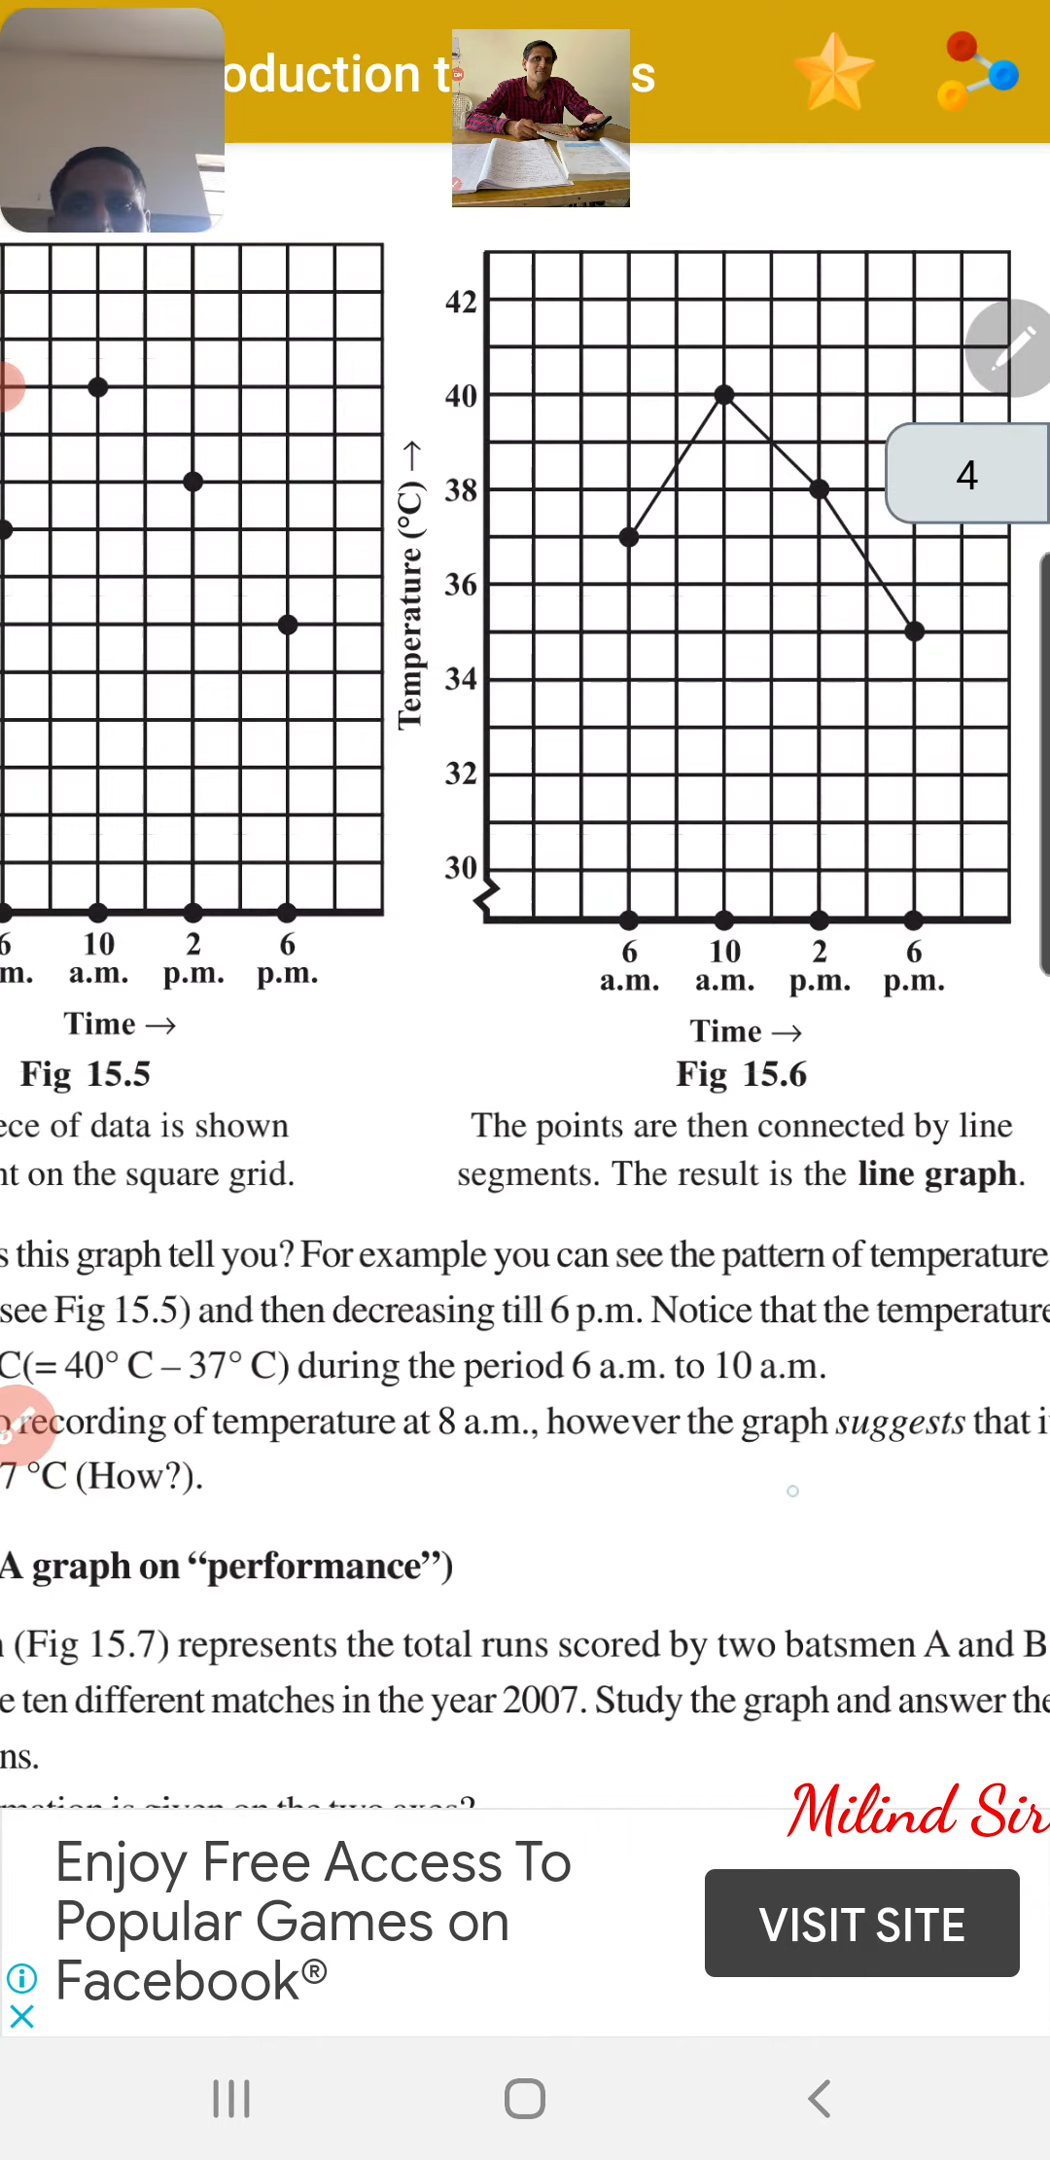 oduction t s
42
40
4
38
36
34
32
30
Temperature (°C) →
6 10 2 6
m. a.m. p.m. p.m.
Time →
Fig 15.5
6 10 2 6
a.m. a.m. p.m. p.m.
Time →
Fig 15.6
ece of data is shown
nt on the square grid.
The points are then connected by line
segments. The result is the line graph.
s this graph tell you? For example you can see the pattern of temperature
see Fig 15.5) and then decreasing till 6 p.m. Notice that the temperature
C(= 40° C – 37° C) during the period 6 a.m. to 10 a.m.
recording of temperature at 8 a.m., however the graph suggests that i
7 °C (How?).
A graph on “performance”)
(Fig 15.7) represents the total runs scored by two batsmen A and B
e ten different matches in the year 2007. Study the graph and answer the
ns.
mation is given on the two axes?
Milind Sir
Enjoy Free Access To
Popular Games on
Facebook®
VISIT SITE